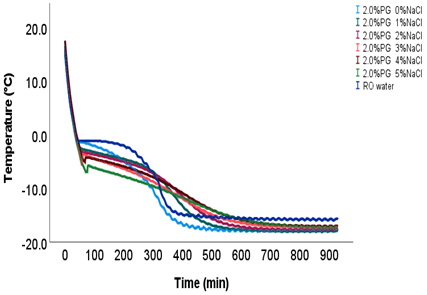 2.0%PG 0%NaCl
2.0%PG 1%NaCl
2.0%PG 2%NaCl
2.0%PG 3%NaCl
2.0%PG 4%NaCl
2.0%PG 5%NaCl
RO water
Temperature (°C)
20.0
10.0
0.0
-10.0
-20.0
0 100 200 300 400 500 600 700 800 900
Time (min)